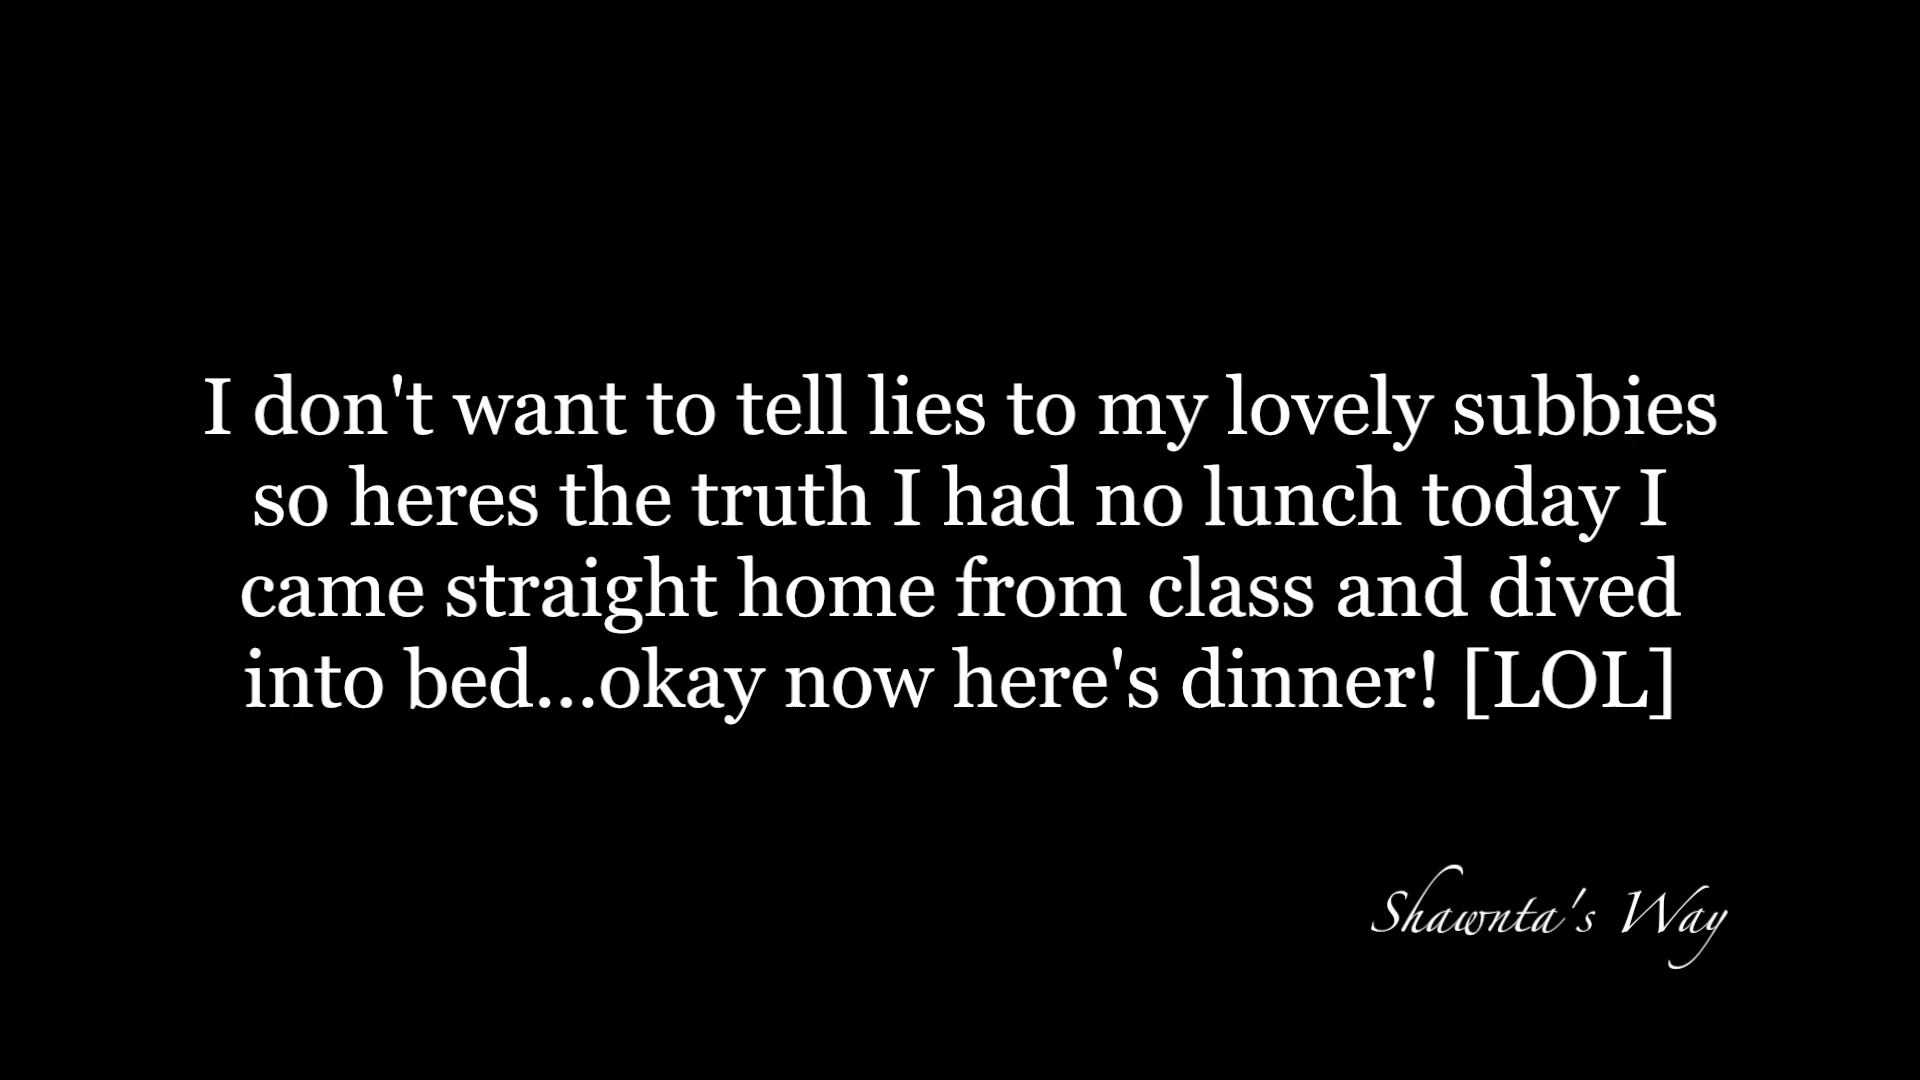 I don't want to tell lies to my lovely subbies
so heres the truth I had no lunch today I
came straight home from class and dived
into bed...okay now here's dinner! [LOL]
Shawnta's Way